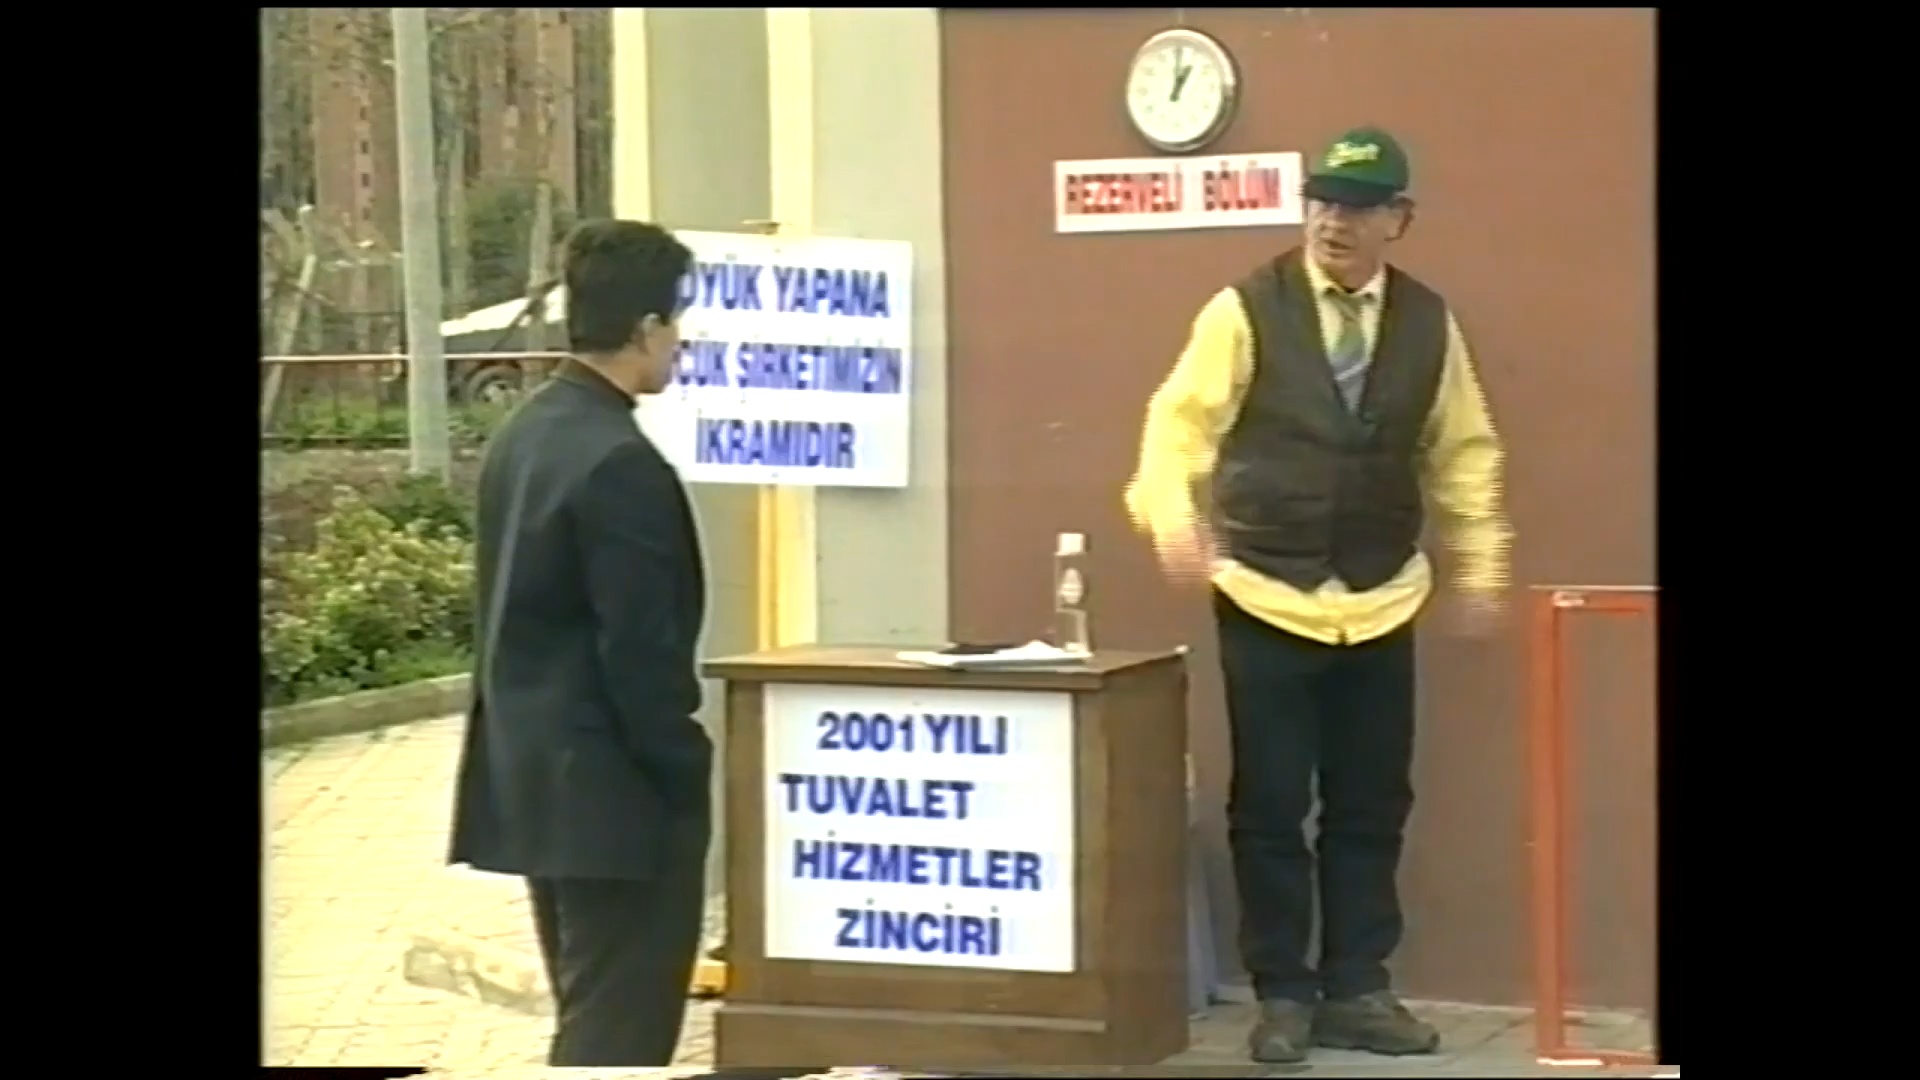 REZERVELİ BÖLÜM
YAPANA
ŞİRKETİMİZİN
İKRAMIDIR
2001 YILI
TUVALET
HİZMETLER
ZİNCİRİ